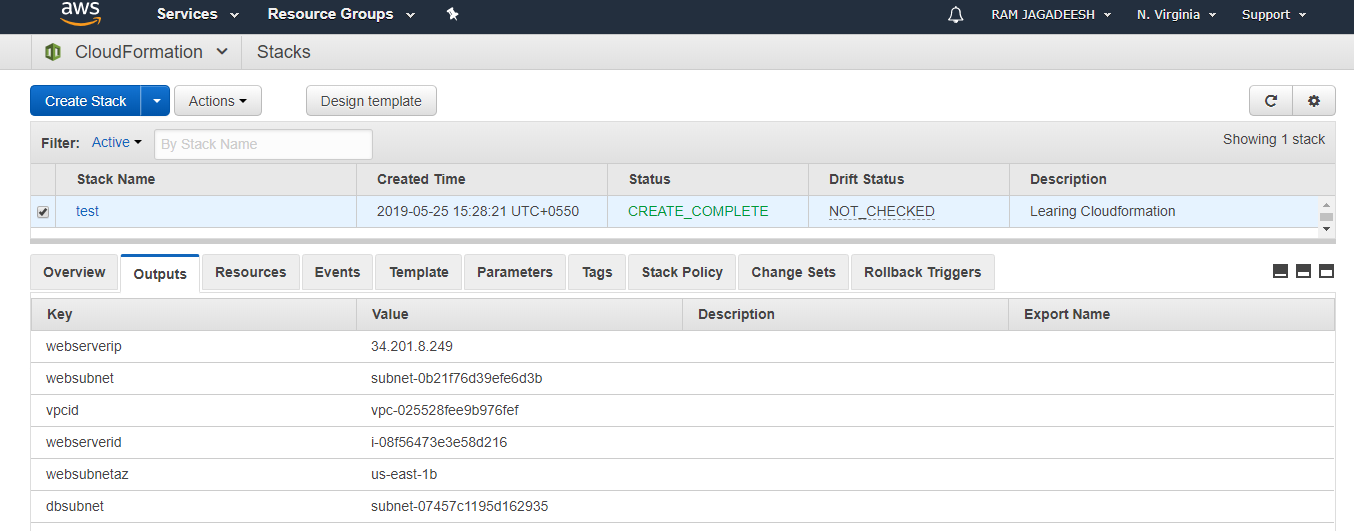 aws Services Resource Groups RAM JAGADEESH N. Virginia Support
CloudFormation Stacks
Create Stack Actions Design template
Filter: Active By Stack Name Showing 1 stack
Stack Name Created Time Status Drift Status Description
test 2019-05-25 15:28:21 UTC+0550 CREATE_COMPLETE NOT_CHECKED Learing Cloudformation
Overview Outputs Resources Events Template Parameters Tags Stack Policy Change Sets Rollback Triggers
Key Value Description Export Name
webserverip 34.201.8.249
websubnet subnet-0b21f76d39efe6d3b
vpcid vpc-025528fee9b976fef
webserverid i-08f56473e3e58d216
websubnetaz us-east-1b
dbsubnet subnet-07457c1195d162935